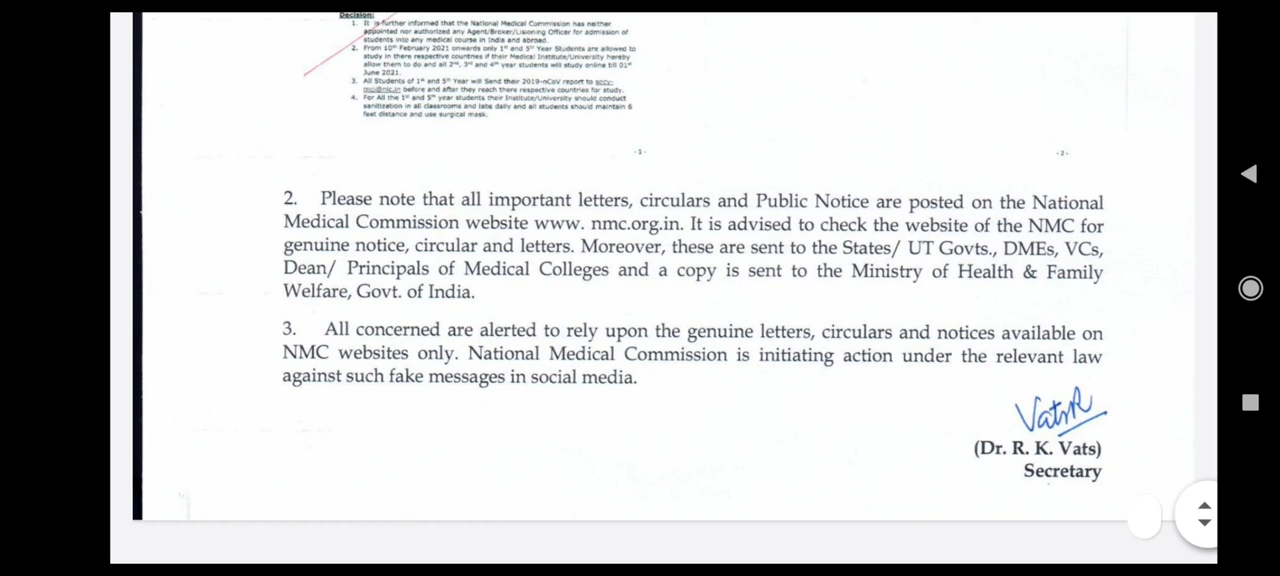 Decision:
1. It is further informed that the National Medical Commission has neither
appointed nor authorized any Agent/Broker/Lisioning Officer for admission of
students into any medical course in India and abroad.
2. From 10th February 2021 onwards only 1st and 5th Year Students are allowed to
study in there respective countries if their Medical Institute/University hereby
allow them to do and all 2nd, 3rd and 4th year students will study online till 01st
June 2021.
3. All Students of 1st and 5th Year will Send their 2019-nCoV report to
mci@nic.in before and after they reach there respective countries for study.
4. For All the 1st and 5th year students their Institute/University should conduct
sanitization in all classrooms and labs daily and all students should maintain 6
feet distance and use surgical mask.
-1-
-2-
2. Please note that all important letters, circulars and Public Notice are posted on the National
Medical Commission website www. nmc.org.in. It is advised to check the website of the NMC for
genuine notice, circular and letters. Moreover, these are sent to the States/ UT Govts., DMEs, VCs,
Dean/ Principals of Medical Colleges and a copy is sent to the Ministry of Health & Family
Welfare, Govt. of India.
3. All concerned are alerted to rely upon the genuine letters, circulars and notices available on
NMC websites only. National Medical Commission is initiating action under the relevant law
against such fake messages in social media.
VatsR
(Dr. R. K. Vats)
Secretary